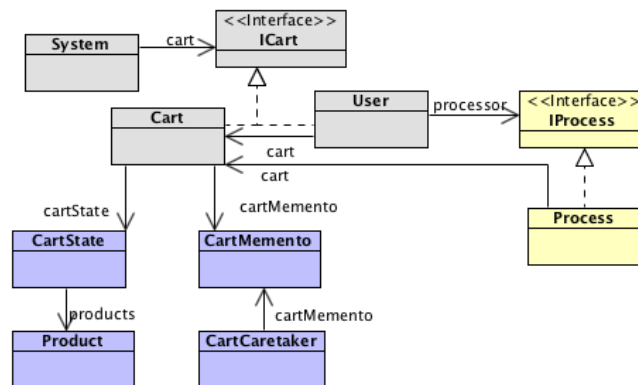 <<Interface>>
ICart
System
cart
User
processor
<<Interface>>
IProcess
Cart
cart
cart
cartState
cartMemento
Process
CartState
CartMemento
products
cartMemento
Product
CartCaretaker